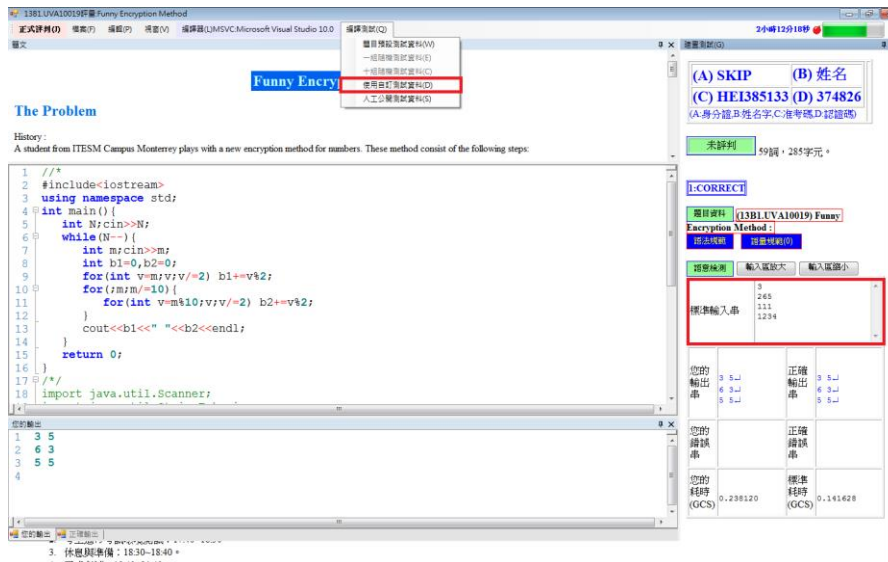 1381.UVA10019評量:Funny Encryption Method
正式評判(I) 檔案(F) 編輯(P) 視窗(V) 編譯器(L)MSVC:Microsoft Visual Studio 10.0 編譯測試(Q)
2小時12分18秒
題目預設測試資料(W)
一組隨機測試資料(E)
十組隨機測試資料(C)
使用自訂測試資料(D)
人工公開測試資料(S)
題文
Funny Encry
The Problem
History :
A student from ITESM Campus Monterrey plays with a new encryption method for numbers. These method consist of the following steps:
1 //*
2 #include<iostream>
3 using namespace std;
4 int main(){
5 int N;cin>>N;
6 while(N--){
7 int m;cin>>m;
8 int b1=0,b2=0;
9 for(int v=m;v;v/=2) b1+=v%2;
10 for(;m;m/=10){
11 for(int v=m%10;v;v/=2) b2+=v%2;
12 }
13 cout<<b1<<" "<<b2<<endl;
14 }
15 return 0;
16 }
17 /*/
18 import java.util.Scanner;
您的輸出
1 3 5
2 6 3
3 5 5
4
您的輸出 正確輸出
3. 休息與準備：18:30~18:40。
(A) SKIP (B) 姓名
(C) HEI385133 (D) 374826
(A:身分證,B:姓名字,C:准考碼,D:認證碼)
未評判 59詞，285字元。
1:CORRECT
題目資料 (1381.UVA10019) Funny
Encryption Method :
語法規範 語量規範(0)
語意檢測 輸入區放大 輸入區縮小
標準輸入串
3
265
111
1234
您的輸出串
3 5↵
6 3↵
5 5↵
正確輸出串
3 5↵
6 3↵
5 5↵
您的錯誤串 正確錯誤串
您的耗時(GCS) 0.238120 標準耗時(GCS) 0.141628